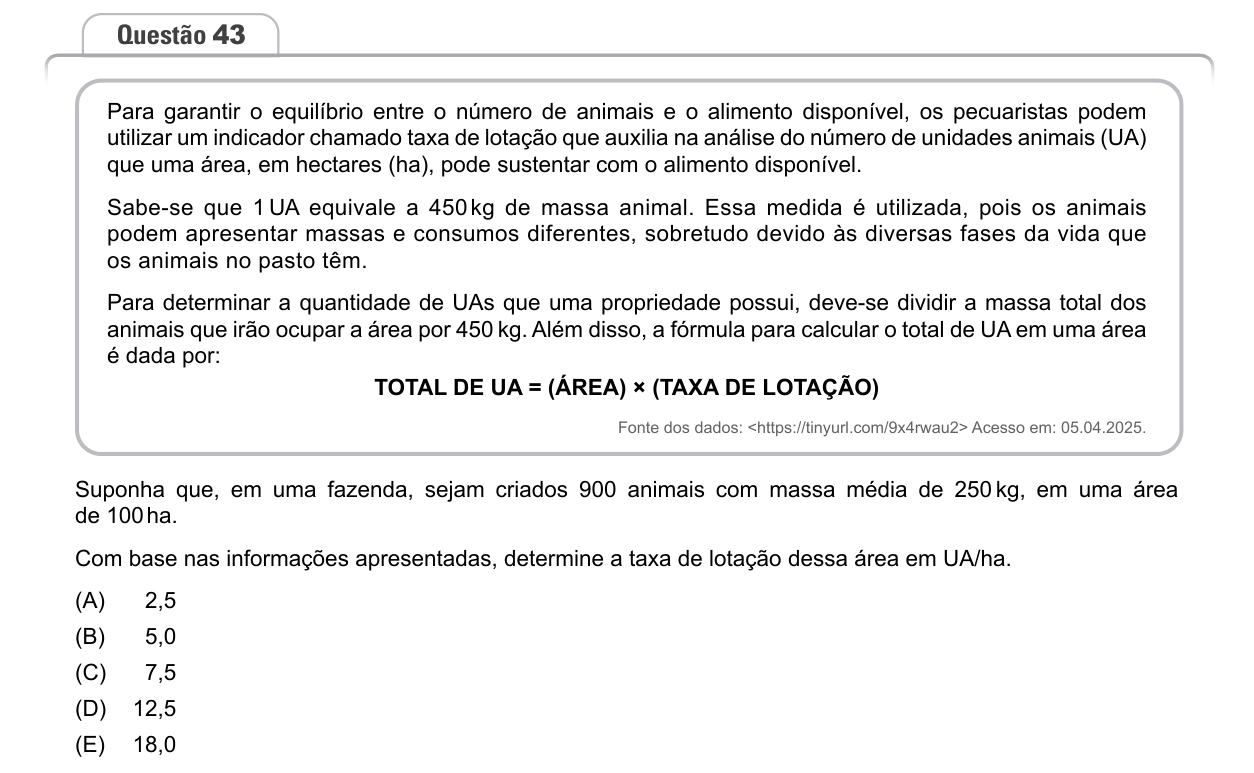 Questão 43
Para garantir o equilíbrio entre o número de animais e o alimento disponível, os pecuaristas podem
utilizar um indicador chamado taxa de lotação que auxilia na análise do número de unidades animais (UA)
que uma área, em hectares (ha), pode sustentar com o alimento disponível.
Sabe-se que 1 UA equivale a 450 kg de massa animal. Essa medida é utilizada, pois os animais
podem apresentar massas e consumos diferentes, sobretudo devido às diversas fases da vida que
os animais no pasto têm.
Para determinar a quantidade de UAs que uma propriedade possui, deve-se dividir a massa total dos
animais que irão ocupar a área por 450 kg. Além disso, a fórmula para calcular o total de UA em uma área
é dada por:
TOTAL DE UA = (ÁREA) × (TAXA DE LOTAÇÃO)
Fonte dos dados: <https://tinyurl.com/9x4rwau2> Acesso em: 05.04.2025.
Suponha que, em uma fazenda, sejam criados 900 animais com massa média de 250 kg, em uma área
de 100 ha.
Com base nas informações apresentadas, determine a taxa de lotação dessa área em UA/ha.
(A) 2,5
(B) 5,0
(C) 7,5
(D) 12,5
(E) 18,0